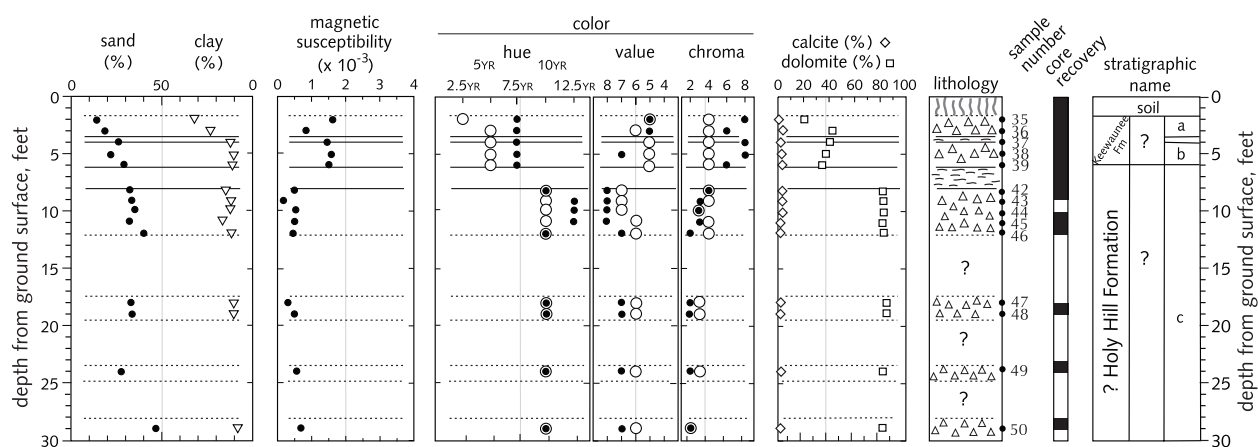 sand
(%)
clay
(%)
0 50 0
magnetic
susceptibility
(x 10⁻³)
0 1 2 3 4
color
hue
5YR 10YR
2.5YR 7.5YR 12.5YR
value
8 7 6 5 4
chroma
2 4 6 8
calcite (%)
dolomite (%)
0 20 40 60 80 100
lithology
sample
number
core
recovery
stratigraphic
name
depth from ground surface, feet
0
5
10
15
20
25
30
?
?
?
35
36
37
38
39
42
43
44
45
46
47
48
49
50
soil
Keewaunee
Fm
?
a
b
? Holy Hill Formation
?
c
0
5
10
15
20
25
30
depth from ground surface, feet